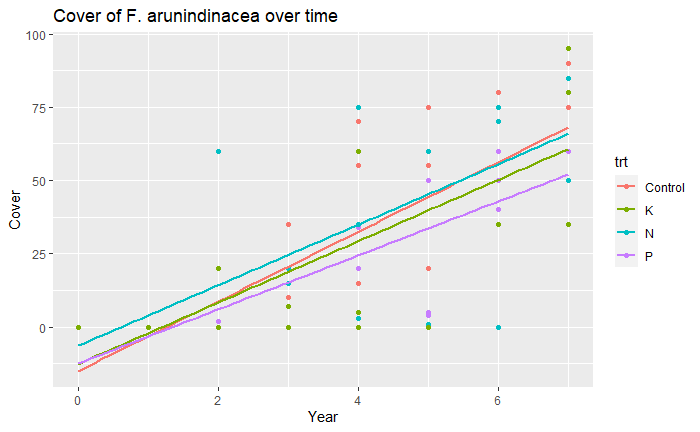 Cover of F. arunindinacea over time
100
75
50
25
0
Cover
0
2
4
6
Year
trt
Control
K
N
P